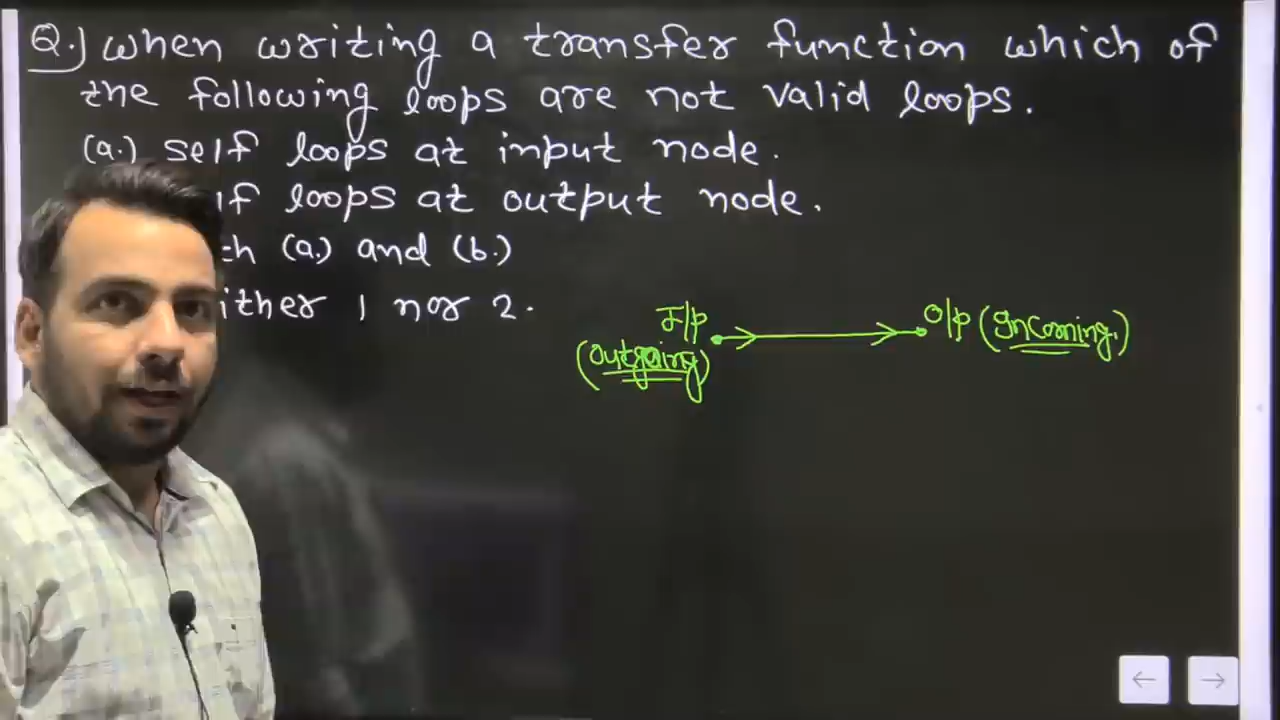 Q.) when writing a transfer function which of
the following loops are not valid loops.
(a.) self loops at input node.
lf loops at output node.
th (a.) and (b.)
ither 1 nor 2.
I/p
(outgoing)
O/p (incoming.)